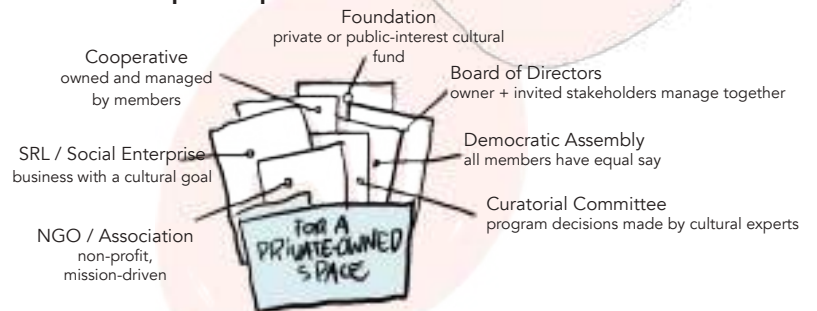 Foundation
private or public-interest cultural
fund
Cooperative
owned and managed
by members
Board of Directors
owner + invited stakeholders manage together
SRL / Social Enterprise
business with a cultural goal
Democratic Assembly
all members have equal say
NGO / Association
non-profit,
mission-driven
Curatorial Committee
program decisions made by cultural experts
FOR A
PRIVATE-OWNED
SPACE